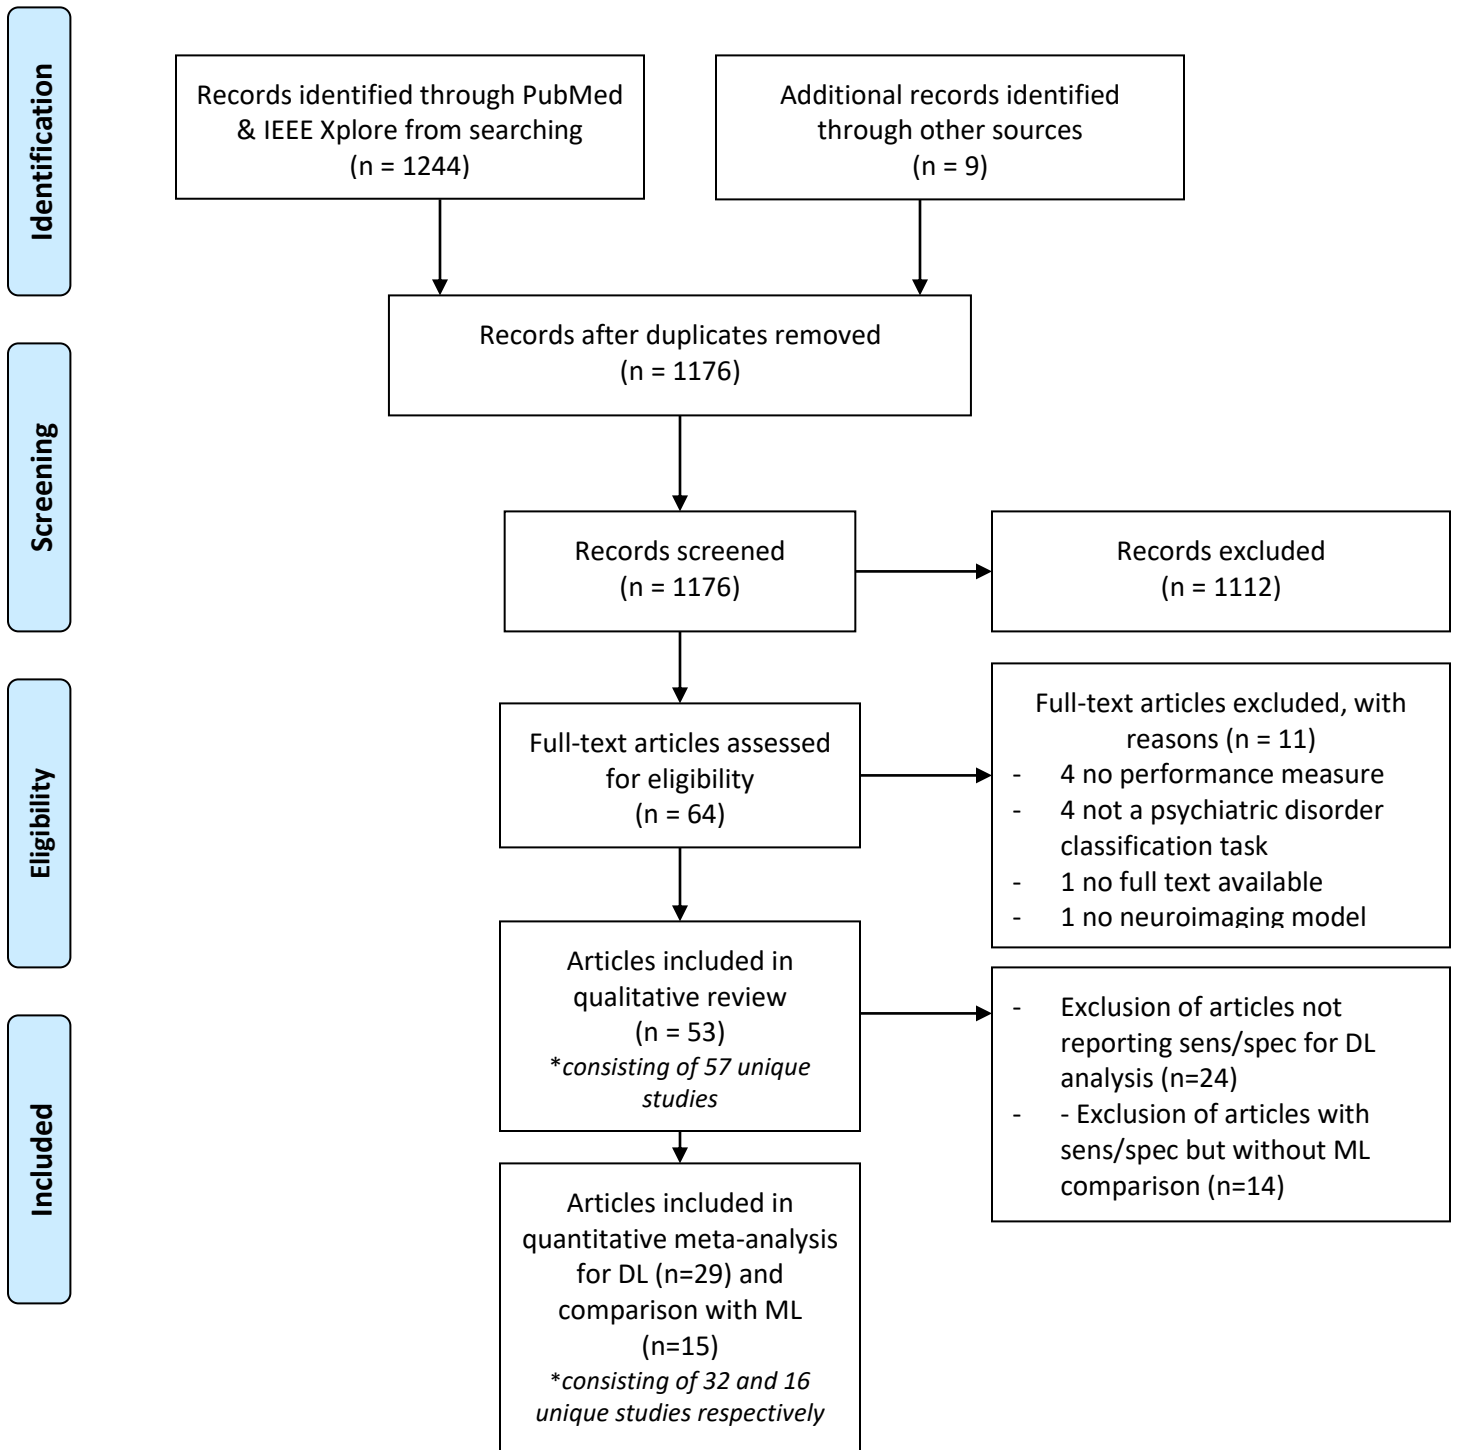 Identification
Records identified through PubMed
& IEEE Xplore from searching
(n = 1244)
Additional records identified
through other sources
(n = 9)
Records after duplicates removed
(n = 1176)
Screening
Records screened
(n = 1176)
Records excluded
(n = 1112)
Eligibility
Full-text articles assessed
for eligibility
(n = 64)
Full-text articles excluded, with
reasons (n = 11)
- 4 no performance measure
- 4 not a psychiatric disorder
classification task
- 1 no full text available
- 1 no neuroimaging model
Articles included in
qualitative review
(n = 53)
*consisting of 57 unique
studies
- Exclusion of articles not
reporting sens/spec for DL
analysis (n=24)
- - Exclusion of articles with
sens/spec but without ML
comparison (n=14)
Included
Articles included in
quantitative meta-analysis
for DL (n=29) and
comparison with ML
(n=15)
*consisting of 32 and 16
unique studies respectively